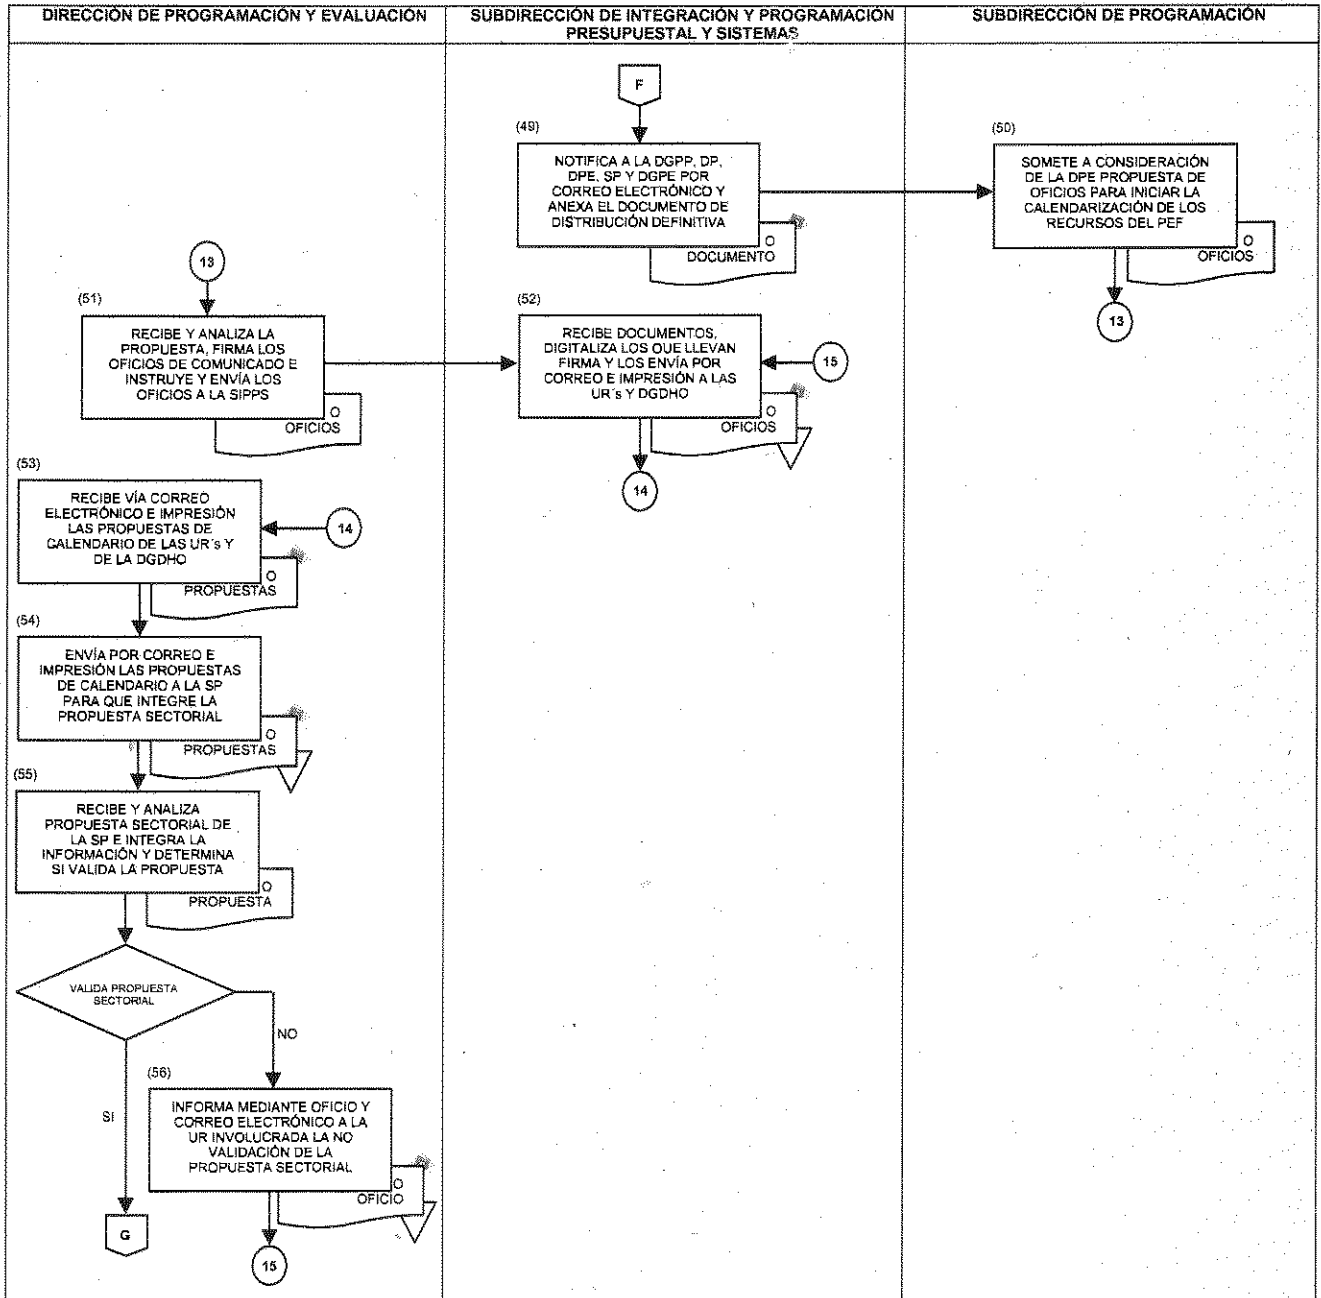 DIRECCIÓN DE PROGRAMACIÓN Y EVALUACIÓN
SUBDIRECCIÓN DE INTEGRACIÓN Y PROGRAMACIÓN
PRESUPUESTAL Y SISTEMAS
SUBDIRECCIÓN DE PROGRAMACIÓN
F
(49)
NOTIFICA A LA DGPP, DP,
DPE, SP Y DGPE POR
CORREO ELECTRÓNICO Y
ANEXA EL DOCUMENTO DE
DISTRIBUCIÓN DEFINITIVA
O
DOCUMENTO
(50)
SOMETE A CONSIDERACIÓN
DE LA DPE PROPUESTA DE
OFICIOS PARA INICIAR LA
CALENDARIZACIÓN DE LOS
RECURSOS DEL PEF
O
OFICIOS
13
13
(51)
RECIBE Y ANALIZA LA
PROPUESTA, FIRMA LOS
OFICIOS DE COMUNICADO E
INSTRUYE Y ENVÍA LOS
OFICIOS A LA SIPPS
O
OFICIOS
(52)
RECIBE DOCUMENTOS,
DIGITALIZA LOS QUE LLEVAN
FIRMA Y LOS ENVÍA POR
CORREO E IMPRESIÓN A LAS
UR´s Y DGDHO
O
OFICIOS
15
14
(53)
RECIBE VÍA CORREO
ELECTRÓNICO E IMPRESIÓN
LAS PROPUESTAS DE
CALENDARIO DE LAS UR´s Y
DE LA DGDHO
O
PROPUESTAS
14
(54)
ENVÍA POR CORREO E
IMPRESIÓN LAS PROPUESTAS
DE CALENDARIO A LA SP
PARA QUE INTEGRE LA
PROPUESTA SECTORIAL
O
PROPUESTAS
(55)
RECIBE Y ANALIZA
PROPUESTA SECTORIAL DE
LA SP E INTEGRA LA
INFORMACIÓN Y DETERMINA
SI VALIDA LA PROPUESTA
O
PROPUESTA
VALIDA PROPUESTA
SECTORIAL
NO
SI
(56)
INFORMA MEDIANTE OFICIO Y
CORREO ELECTRÓNICO A LA
UR INVOLUCRADA LA NO
VALIDACIÓN DE LA
PROPUESTA SECTORIAL
O
OFICIO
G
15